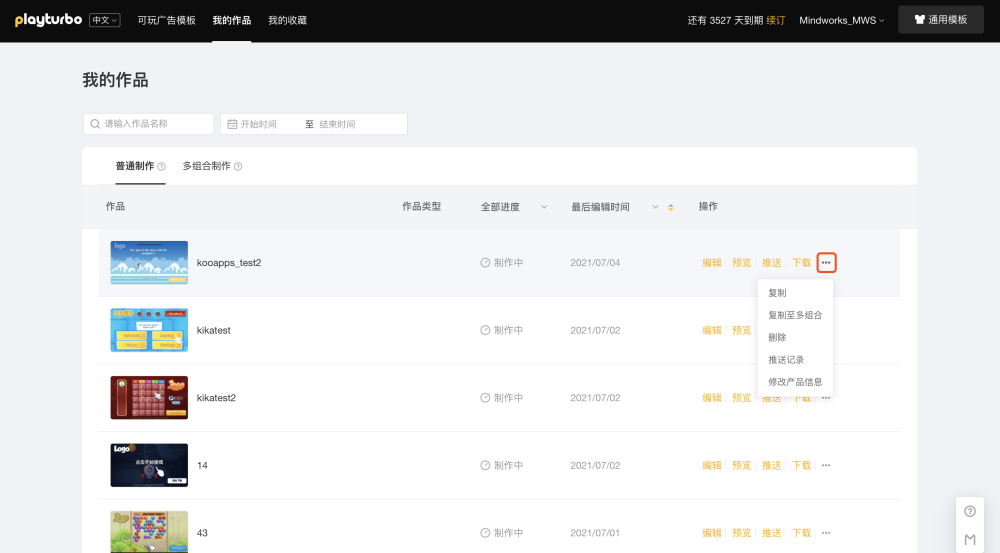 playturbo 中文 可玩广告模板 我的作品 我的收藏 还有 3527 天到期 续订 Mindworks_MWS 通用模板
我的作品
请输入作品名称 开始时间 至 结束时间
普通制作 多组合制作
作品 作品类型 全部进度 最后编辑时间 操作
kooapps_test2 制作中 2021/07/04 编辑 预览 推送 下载
复制
复制至多组合
删除
推送记录
修改产品信息
kikatest 制作中 2021/07/02 编辑 预览
kikatest2 制作中 2021/07/02 编辑 预览 推送 下载
Logo
点击开始游戏
14 制作中 2021/07/02 编辑 预览 推送 下载
43 制作中 2021/07/01 编辑 预览 推送 下载